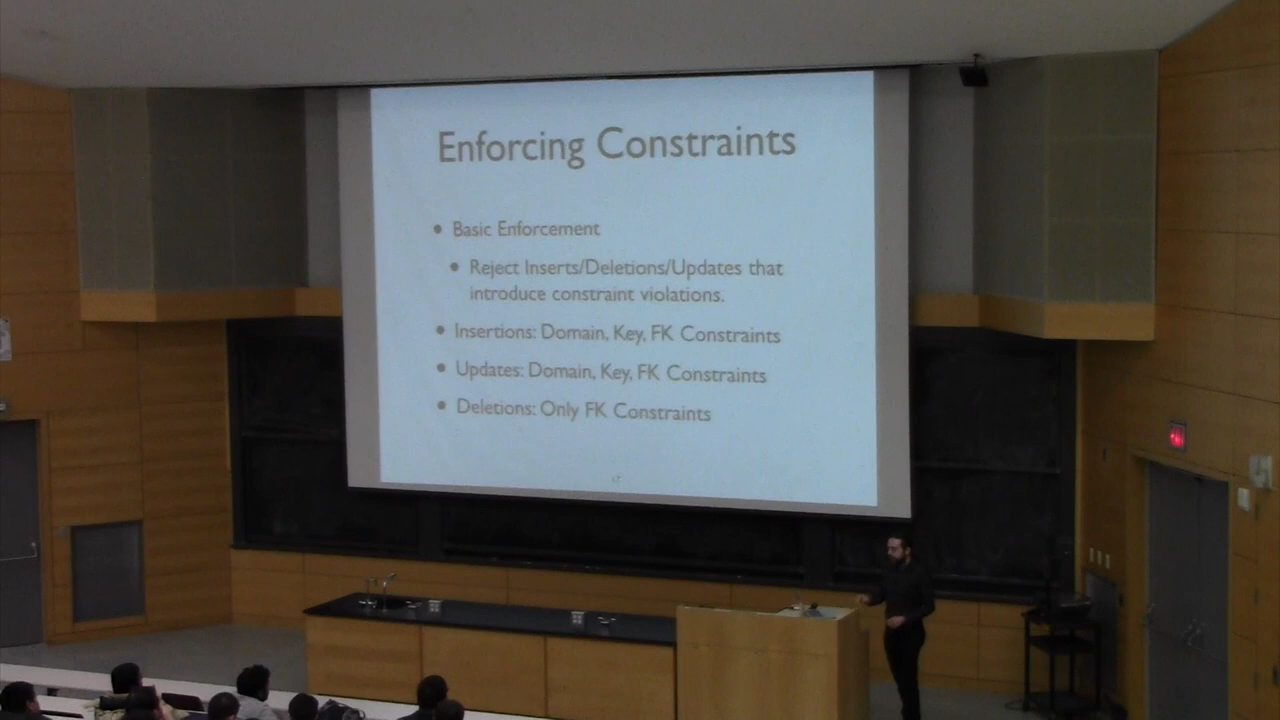 Enforcing Constraints
• Basic Enforcement
• Reject Inserts/Deletions/Updates that
introduce constraint violations.
• Insertions: Domain, Key, FK Constraints
• Updates: Domain, Key, FK Constraints
• Deletions: Only FK Constraints